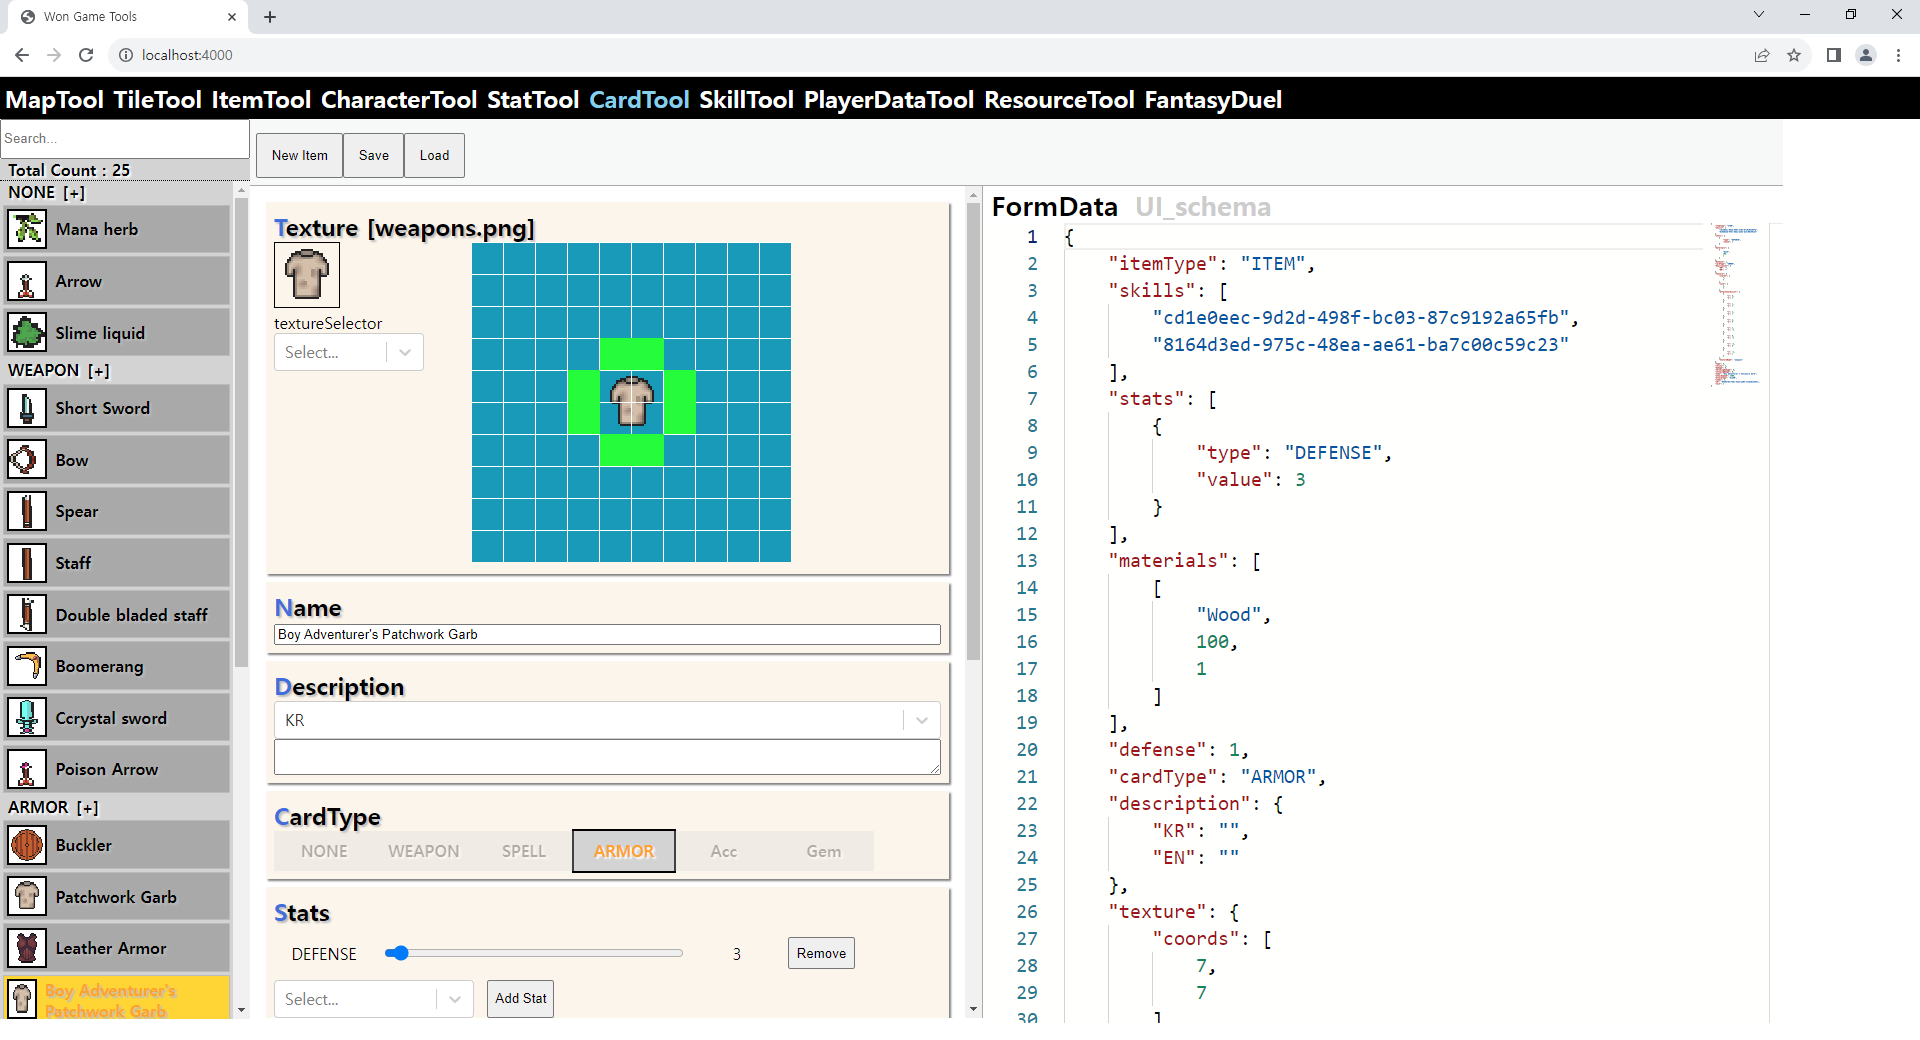 Won Game Tools
localhost:4000
MapTool TileTool ItemTool CharacterTool StatTool CardTool SkillTool PlayerDataTool ResourceTool FantasyDuel
Search...
Total Count : 25
NONE [+]
Mana herb
Arrow
Slime liquid
WEAPON [+]
Short Sword
Bow
Spear
Staff
Double bladed staff
Boomerang
Ccrystal sword
Poison Arrow
ARMOR [+]
Buckler
Patchwork Garb
Leather Armor
Boy Adventurer's
Patchwork Garb
New Item Save Load
Texture [weapons.png]
textureSelector
Select...
Name
Boy Adventurer's Patchwork Garb
Description
KR
CardType
NONE WEAPON SPELL ARMOR Acc Gem
Stats
DEFENSE 3 Remove
Select... Add Stat
FormData UI_schema
1 {
2 "itemType": "ITEM",
3 "skills": [
4 "cd1e0eec-9d2d-498f-bc03-87c9192a65fb",
5 "8164d3ed-975c-48ea-ae61-ba7c00c59c23"
6 ],
7 "stats": [
8 {
9 "type": "DEFENSE",
10 "value": 3
11 }
12 ],
13 "materials": [
14 [
15 "Wood",
16 100,
17 1
18 ]
19 ],
20 "defense": 1,
21 "cardType": "ARMOR",
22 "description": {
23 "KR": "",
24 "EN": ""
25 },
26 "texture": {
27 "coords": [
28 7,
29 7
30 ]